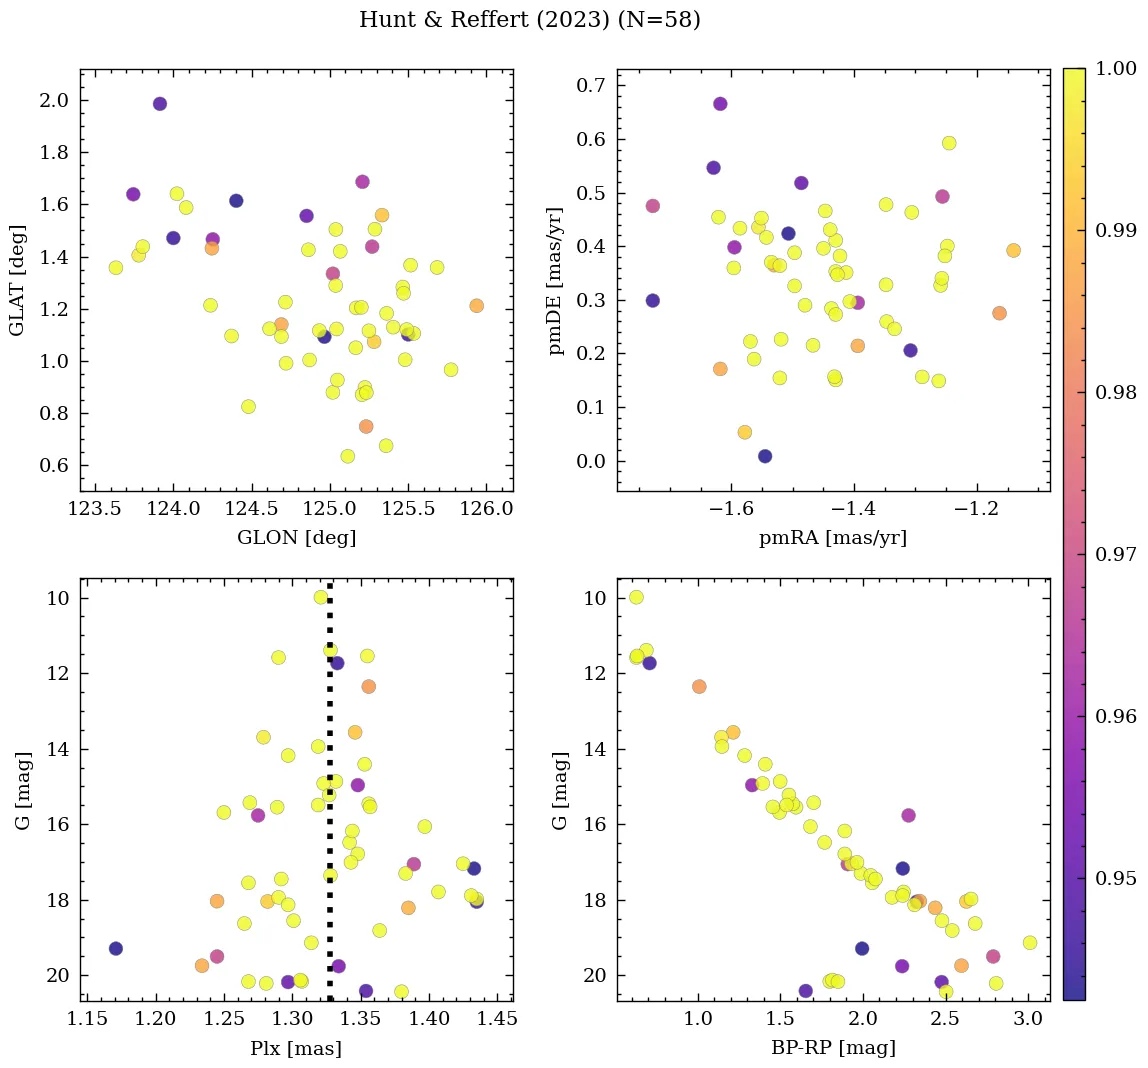 Hunt & Reffert (2023) (N=58)
2.0
1.8
1.6
1.4
1.2
1.0
0.8
0.6
GLAT [deg]
123.5 124.0 124.5 125.0 125.5 126.0
GLON [deg]
0.7
0.6
0.5
0.4
0.3
0.2
0.1
0.0
pmDE [mas/yr]
−1.6 −1.4 −1.2
pmRA [mas/yr]
1.00
0.99
0.98
0.97
0.96
0.95
10
12
14
16
18
20
G [mag]
1.15 1.20 1.25 1.30 1.35 1.40 1.45
Plx [mas]
10
12
14
16
18
20
G [mag]
1.0 1.5 2.0 2.5 3.0
BP-RP [mag]